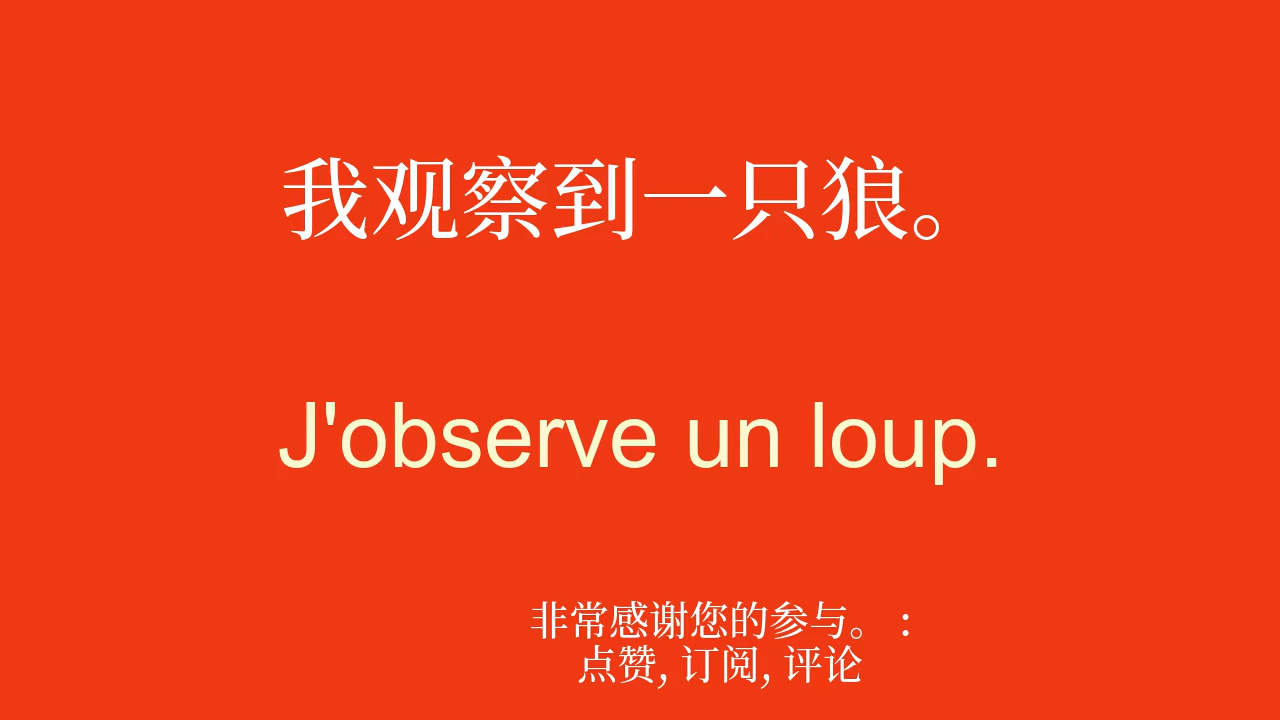 我观察到一只狼。
J'observe un loup.
非常感谢您的参与。 :
点赞, 订阅, 评论